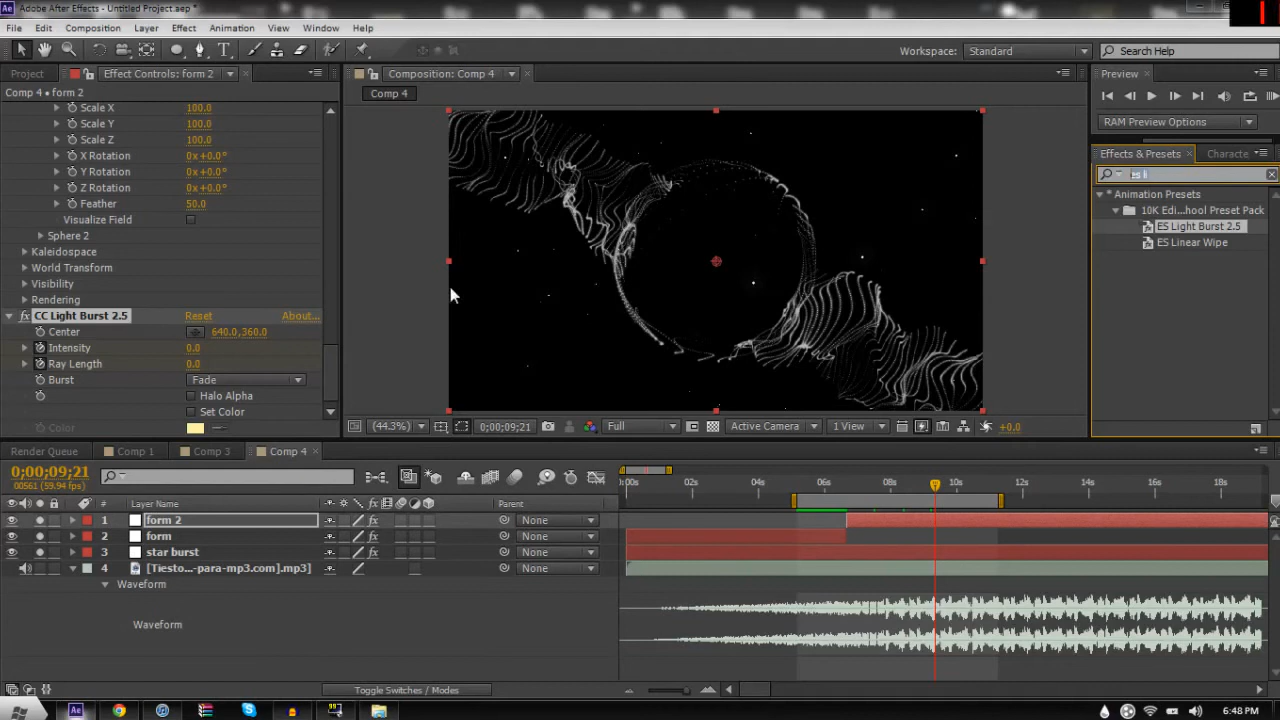 Adobe After Effects - Untitled Project.aep *
File Edit Composition Layer Effect Animation View Window Help
Workspace: Standard Search Help
Project Effect Controls: form 2 Composition: Comp 4 Preview
Comp 4 • form 2 Comp 4
Scale X 100.0
Scale Y 100.0
Scale Z 100.0
X Rotation 0x+0.0°
Y Rotation 0x+0.0°
Z Rotation 0x+0.0°
Feather 50.0
Visualize Field
Sphere 2
Kaleidospace
World Transform
Visibility
Rendering
CC Light Burst 2.5 Reset About...
Center 640.0,360.0
Intensity 0.0
Ray Length 0.0
Burst Fade
Halo Alpha
Set Color
Color
RAM Preview Options
Effects & Presets Characte
es li
Animation Presets
10K Edi...hool Preset Pack
ES Light Burst 2.5
ES Linear Wipe
(44.3%) 0;00;09;21 Full Active Camera 1 View +0.0
Render Queue Comp 1 Comp 3 Comp 4
0;00;09;21
00561 (59.94 fps)
:00s 02s 04s 06s 08s 10s 12s 14s 16s 18s
# Layer Name Parent
1 form 2 None
2 form None
3 star burst None
4 [Tiesto...-para-mp3.com].mp3] None
Waveform
Waveform
Toggle Switches / Modes
6:48 PM